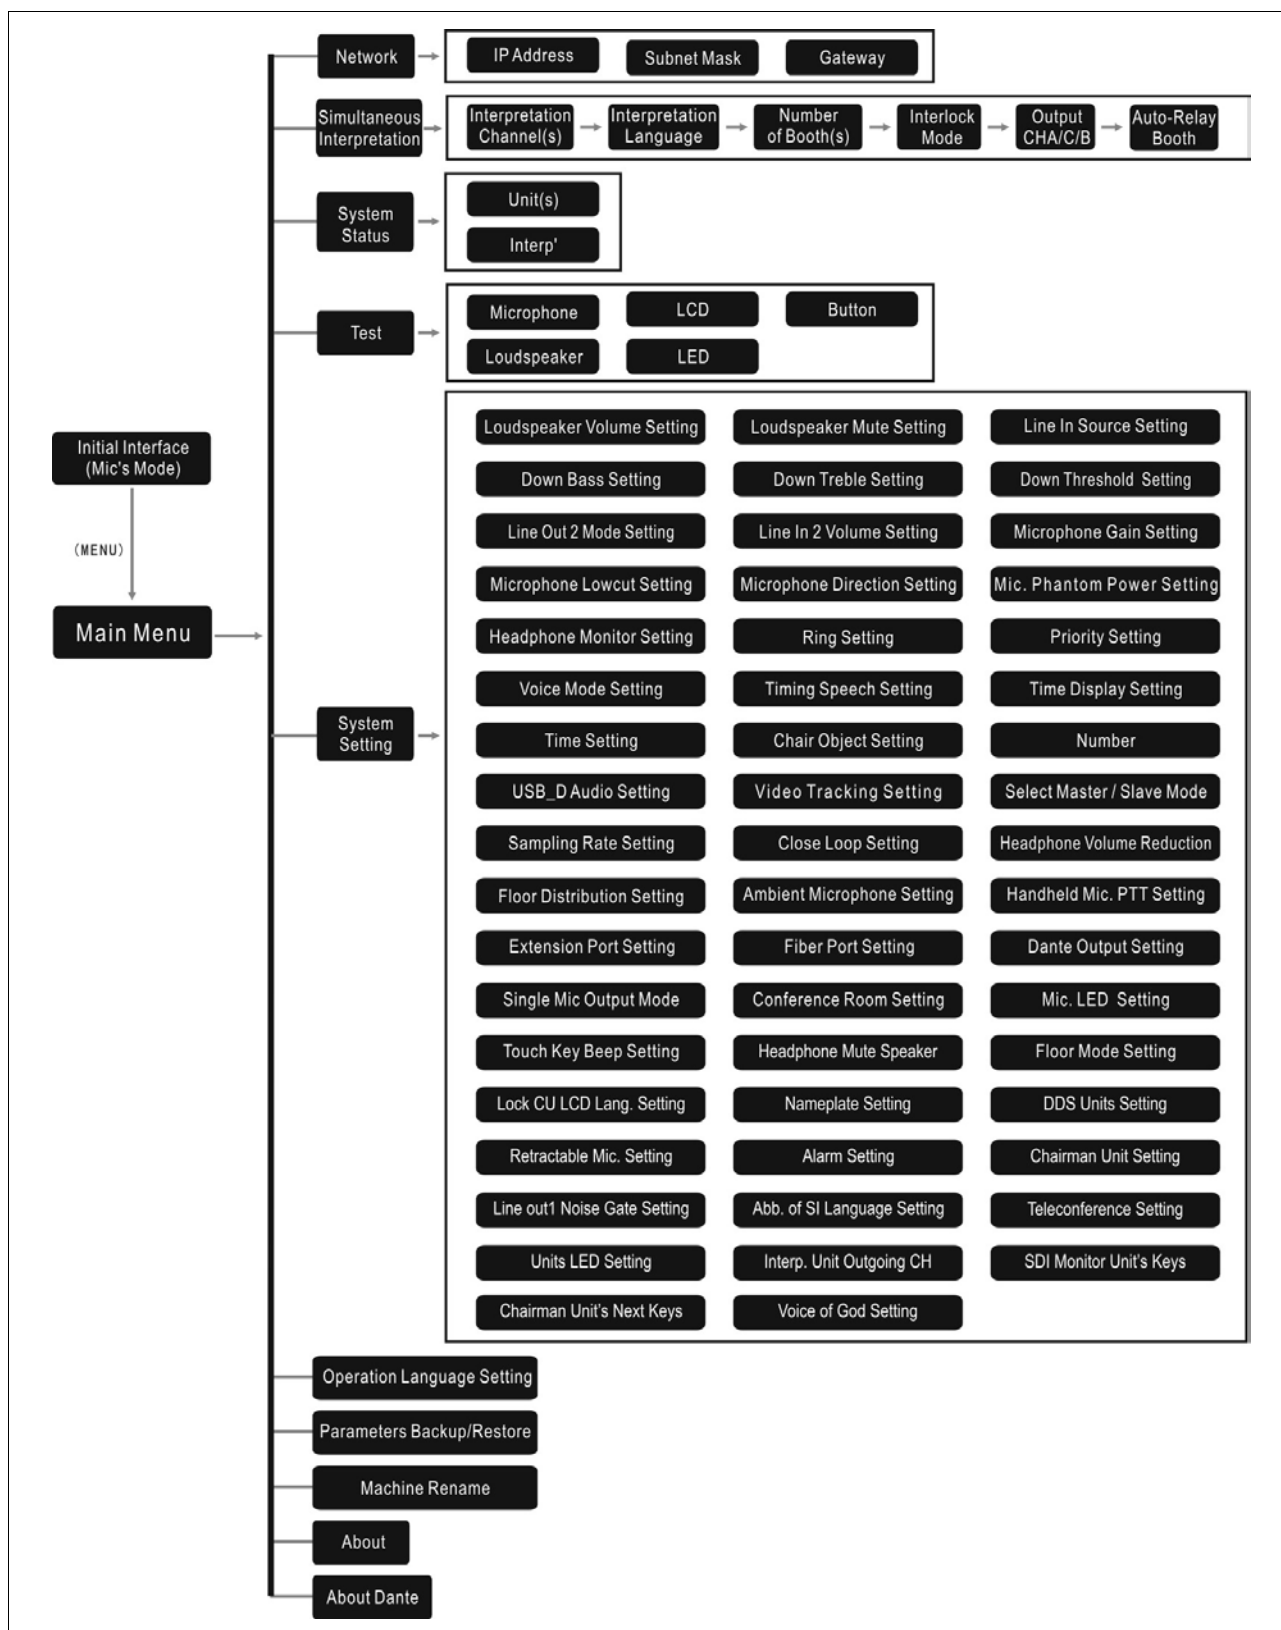 Network
IP Address
Subnet Mask
Gateway
Simultaneous
Interpretation
Interpretation
Channel(s)
Interpretation
Language
Number
of Booth(s)
Interlock
Mode
Output
CHA/C/B
Auto-Relay
Booth
System
Status
Unit(s)
Interp'
Test
Microphone
LCD
Button
Loudspeaker
LED
Initial Interface
(Mic's Mode)
(MENU)
Main Menu
System
Setting
Loudspeaker Volume Setting
Loudspeaker Mute Setting
Line In Source Setting
Down Bass Setting
Down Treble Setting
Down Threshold Setting
Line Out 2 Mode Setting
Line In 2 Volume Setting
Microphone Gain Setting
Microphone Lowcut Setting
Microphone Direction Setting
Mic. Phantom Power Setting
Headphone Monitor Setting
Ring Setting
Priority Setting
Voice Mode Setting
Timing Speech Setting
Time Display Setting
Time Setting
Chair Object Setting
Number
USB_D Audio Setting
Video Tracking Setting
Select Master / Slave Mode
Sampling Rate Setting
Close Loop Setting
Headphone Volume Reduction
Floor Distribution Setting
Ambient Microphone Setting
Handheld Mic. PTT Setting
Extension Port Setting
Fiber Port Setting
Dante Output Setting
Single Mic Output Mode
Conference Room Setting
Mic. LED Setting
Touch Key Beep Setting
Headphone Mute Speaker
Floor Mode Setting
Lock CU LCD Lang. Setting
Nameplate Setting
DDS Units Setting
Retractable Mic. Setting
Alarm Setting
Chairman Unit Setting
Line out1 Noise Gate Setting
Abb. of SI Language Setting
Teleconference Setting
Units LED Setting
Interp. Unit Outgoing CH
SDI Monitor Unit's Keys
Chairman Unit's Next Keys
Voice of God Setting
Operation Language Setting
Parameters Backup/Restore
Machine Rename
About
About Dante